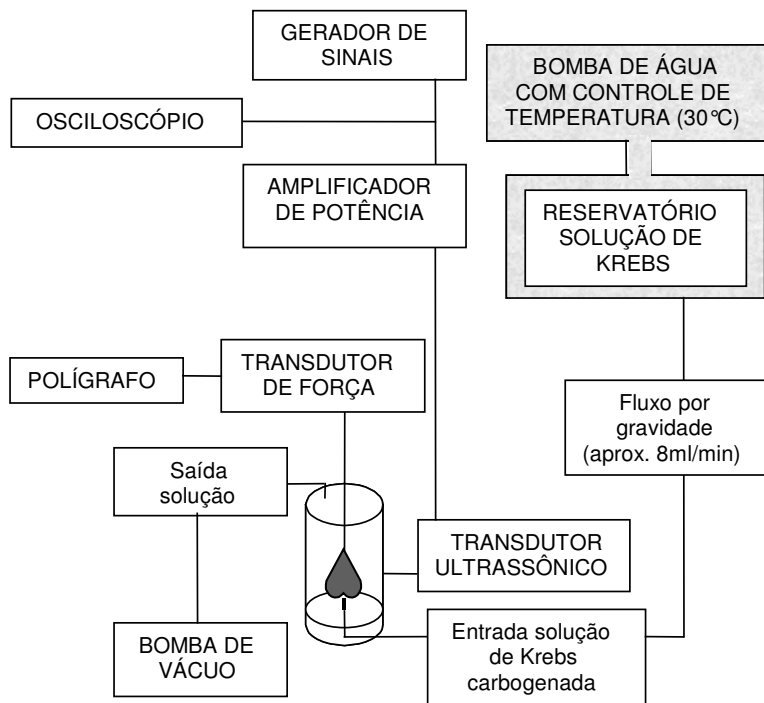 GERADOR DE
SINAIS
BOMBA DE ÁGUA
COM CONTROLE DE
TEMPERATURA (30°C)
OSCILOSCÓPIO
AMPLIFICADOR
DE POTÊNCIA
RESERVATÓRIO
SOLUÇÃO DE
KREBS
TRANSDUTOR
DE FORÇA
POLÍGRAFO
Fluxo por
gravidade
(aprox. 8ml/min)
Saída
solução
TRANSDUTOR
ULTRASSÔNICO
BOMBA DE
VÁCUO
Entrada solução
de Krebs
carbogenada